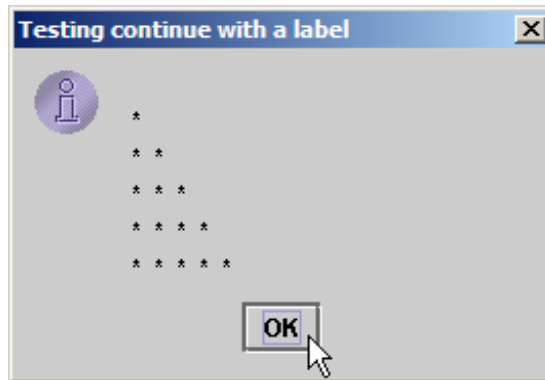 Testing continue with a label
*
* *
* * *
* * * *
* * * * *
OK